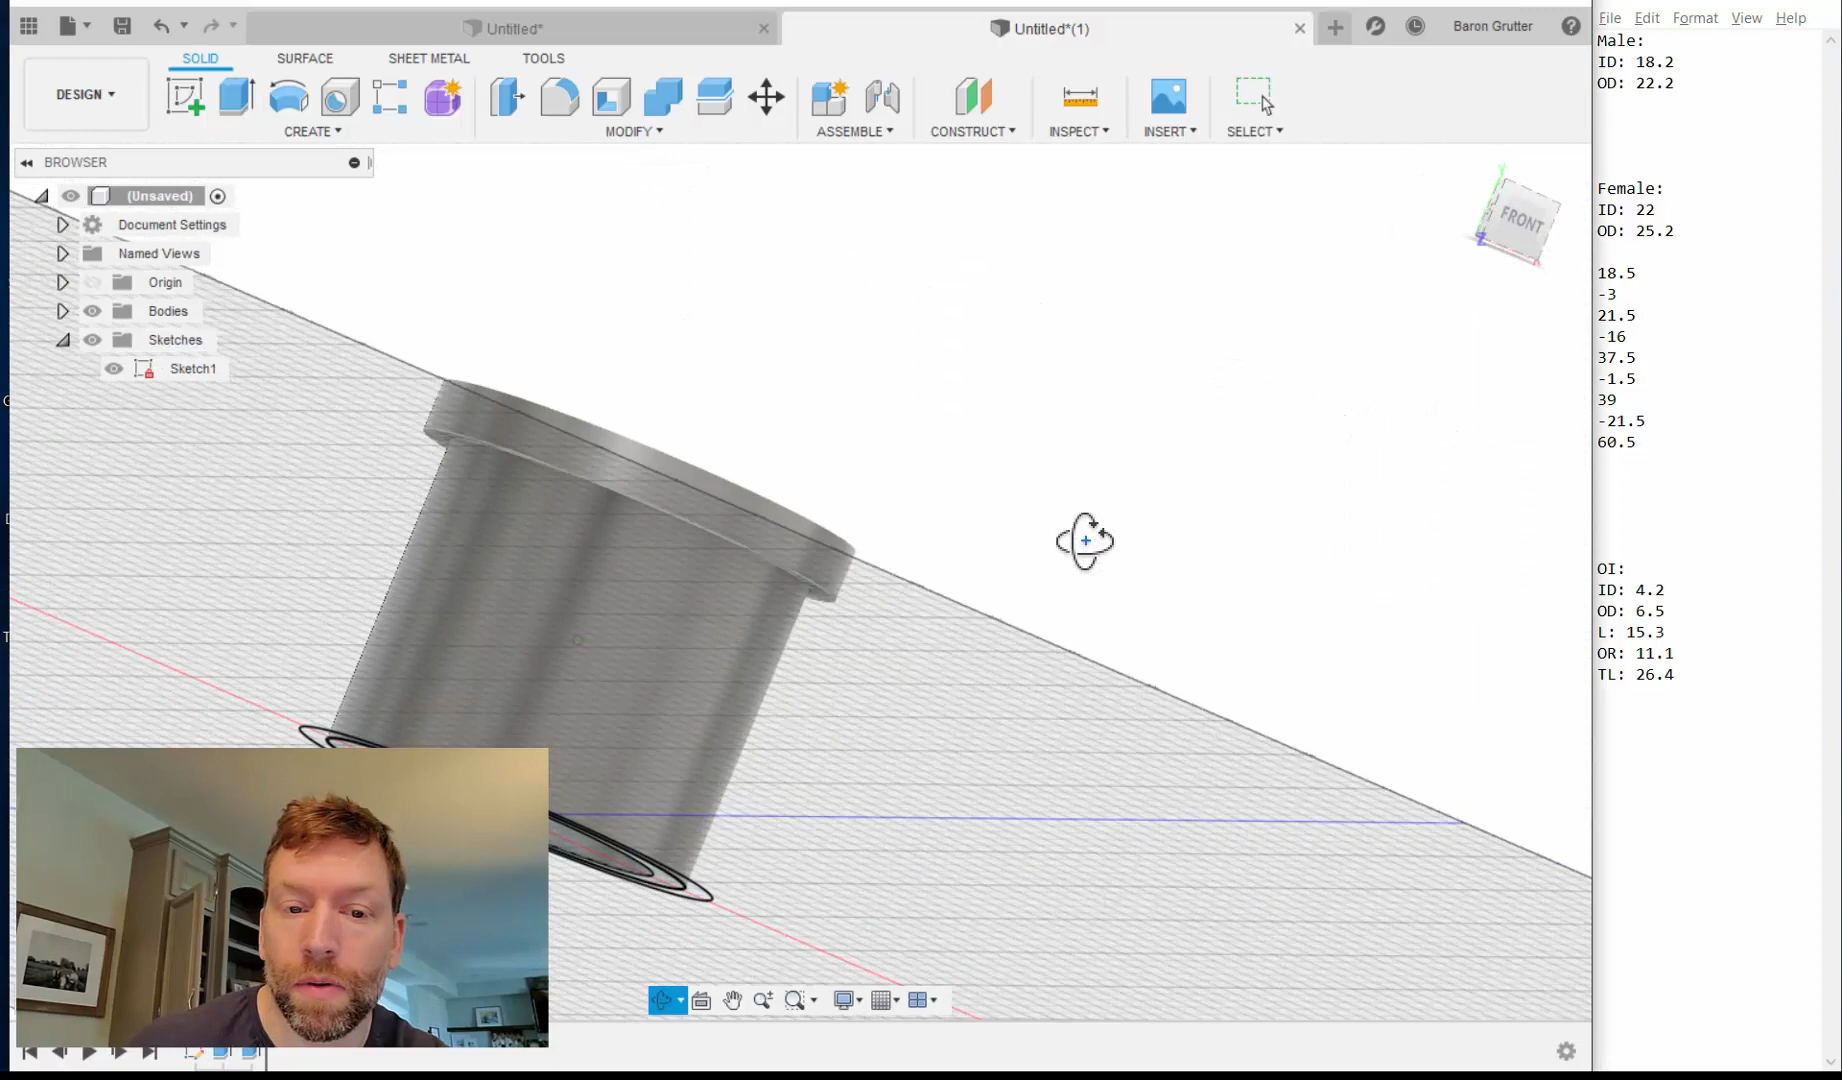 Untitled*
Untitled*(1)
Baron Grutter
File Edit Format View Help
SOLID SURFACE SHEET METAL TOOLS
DESIGN
CREATE MODIFY ASSEMBLE CONSTRUCT INSPECT INSERT SELECT
BROWSER
(Unsaved)
Document Settings
Named Views
Origin
Bodies
Sketches
Sketch1
FRONT
Z
Male:
ID: 18.2
OD: 22.2
Female:
ID: 22
OD: 25.2
18.5
-3
21.5
-16
37.5
-1.5
39
-21.5
60.5
OI:
ID: 4.2
OD: 6.5
L: 15.3
OR: 11.1
TL: 26.4